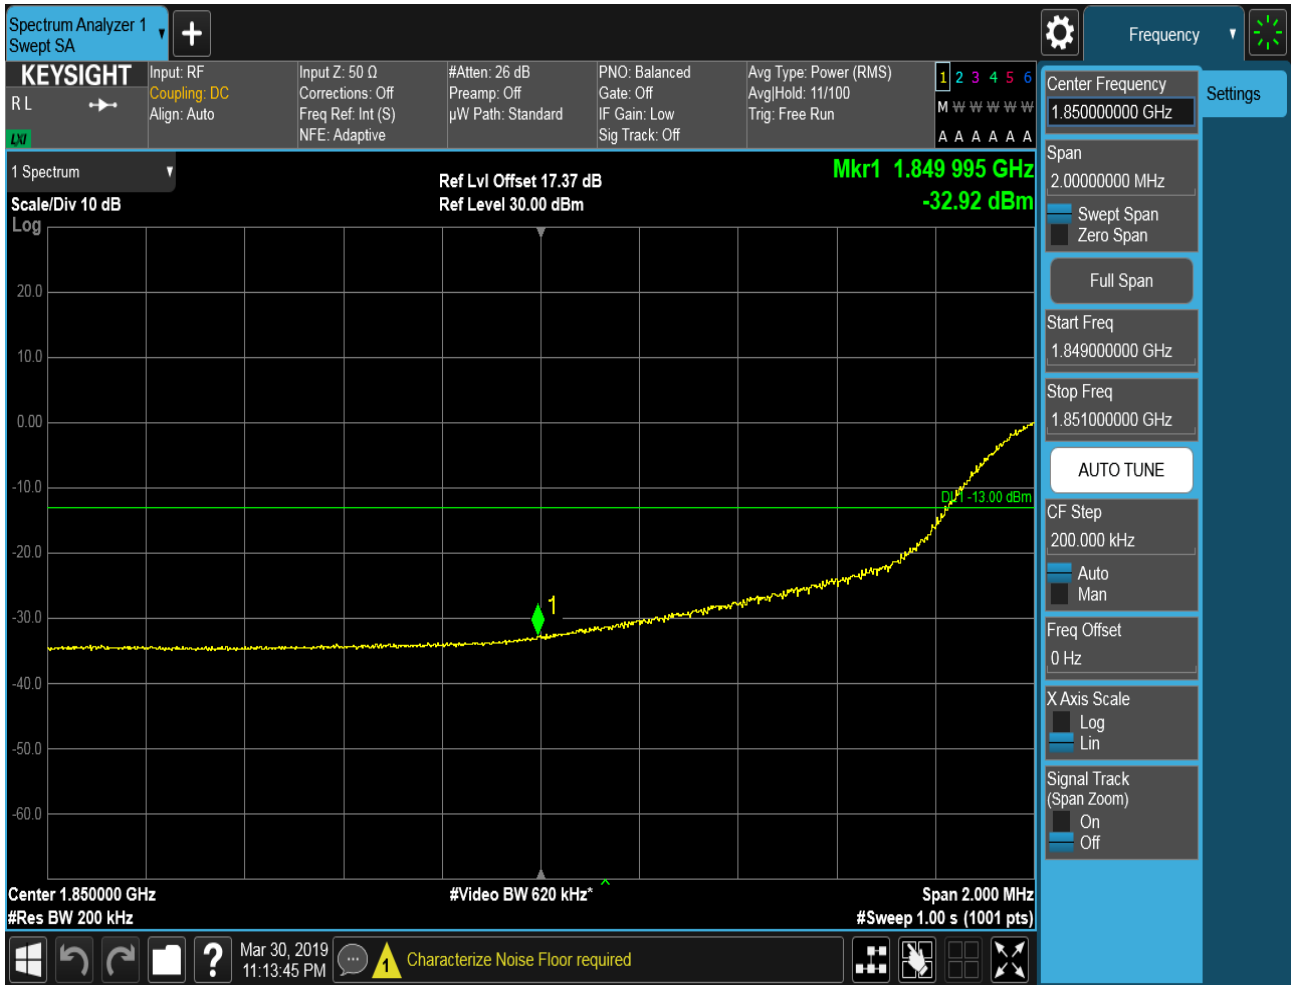 Spectrum Analyzer 1
Swept SA
Frequency
KEYSIGHT
R L
LXI
Input: RF
Coupling: DC
Align: Auto
Input Z: 50 Ω
Corrections: Off
Freq Ref: Int (S)
NFE: Adaptive
#Atten: 26 dB
Preamp: Off
µW Path: Standard
PNO: Balanced
Gate: Off
IF Gain: Low
Sig Track: Off
Avg Type: Power (RMS)
Avg|Hold: 11/100
Trig: Free Run
1 2 3 4 5 6
M W W W W W
A A A A A A
1 Spectrum
Scale/Div 10 dB
Log
Ref Lvl Offset 17.37 dB
Ref Level 30.00 dBm
Mkr1 1.849 995 GHz
-32.92 dBm
20.0
10.0
0.00
-10.0
-20.0
-30.0
-40.0
-50.0
-60.0
DL1 -13.00 dBm
1
Center 1.850000 GHz
#Res BW 200 kHz
#Video BW 620 kHz*
Span 2.000 MHz
#Sweep 1.00 s (1001 pts)
Center Frequency
1.850000000 GHz
Settings
Span
2.00000000 MHz
Swept Span
Zero Span
Full Span
Start Freq
1.849000000 GHz
Stop Freq
1.851000000 GHz
AUTO TUNE
CF Step
200.000 kHz
Auto
Man
Freq Offset
0 Hz
X Axis Scale
Log
Lin
Signal Track
(Span Zoom)
On
Off
?
Mar 30, 2019
11:13:45 PM
1
Characterize Noise Floor required